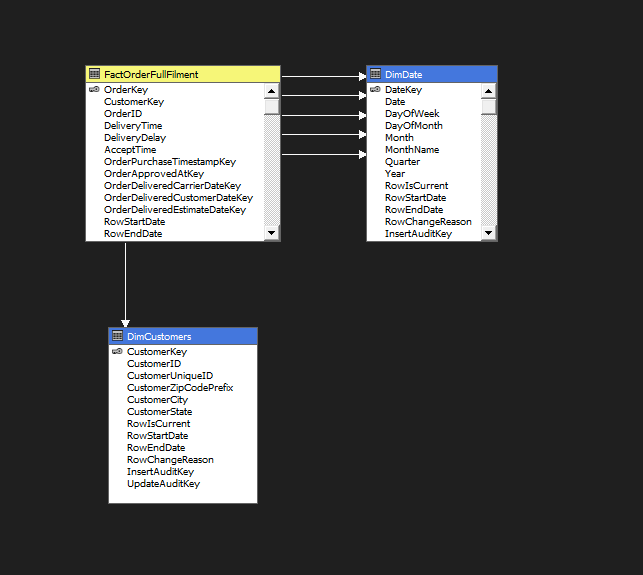 FactOrderFullFilment
OrderKey
CustomerKey
OrderID
DeliveryTime
DeliveryDelay
AcceptTime
OrderPurchaseTimestampKey
OrderApprovedAtKey
OrderDeliveredCarrierDateKey
OrderDeliveredCustomerDateKey
OrderDeliveredEstimateDateKey
RowStartDate
RowEndDate
DimDate
DateKey
Date
DayOfWeek
DayOfMonth
Month
MonthName
Quarter
Year
RowIsCurrent
RowStartDate
RowEndDate
RowChangeReason
InsertAuditKey
DimCustomers
CustomerKey
CustomerID
CustomerUniqueID
CustomerZipCodePrefix
CustomerCity
CustomerState
RowIsCurrent
RowStartDate
RowEndDate
RowChangeReason
InsertAuditKey
UpdateAuditKey